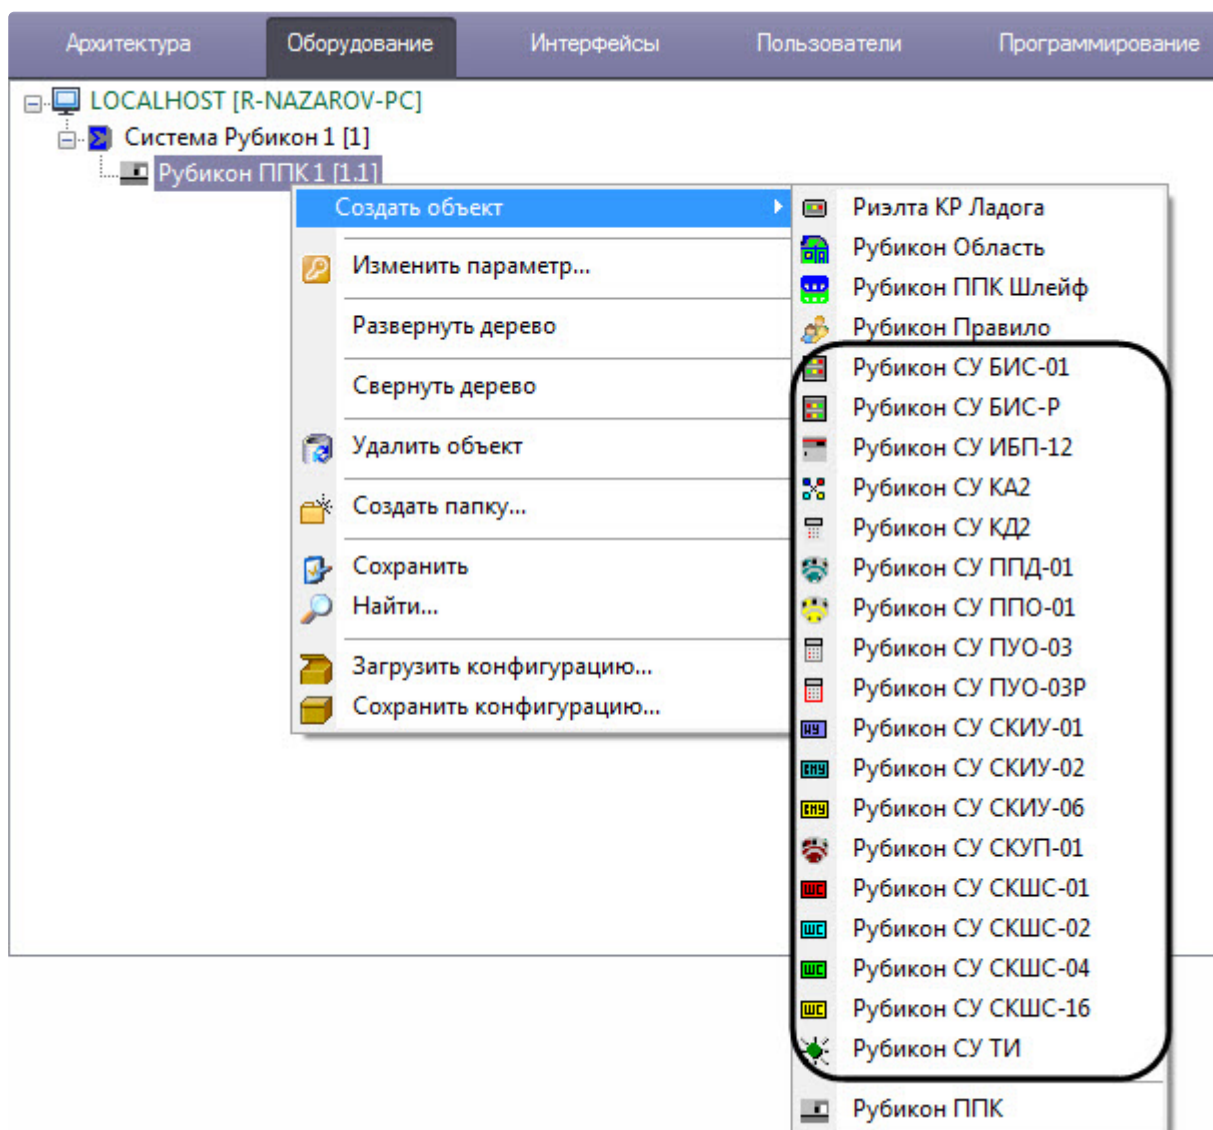 Архитектура Оборудование Интерфейсы Пользователи Программирование
LOCALHOST [R-NAZAROV-PC]
Система Рубикон 1 [1]
Рубикон ППК 1 [1.1]
Создать объект
Изменить параметр...
Развернуть дерево
Свернуть дерево
Удалить объект
Создать папку...
Сохранить
Найти...
Загрузить конфигурацию...
Сохранить конфигурацию...
Риэлта КР Ладога
Рубикон Область
Рубикон ППК Шлейф
Рубикон Правило
Рубикон СУ БИС-01
Рубикон СУ БИС-Р
Рубикон СУ ИБП-12
Рубикон СУ КА2
Рубикон СУ КД2
Рубикон СУ ППД-01
Рубикон СУ ППО-01
Рубикон СУ ПУО-03
Рубикон СУ ПУО-03Р
Рубикон СУ СКИУ-01
Рубикон СУ СКИУ-02
Рубикон СУ СКИУ-06
Рубикон СУ СКУП-01
Рубикон СУ СКШС-01
Рубикон СУ СКШС-02
Рубикон СУ СКШС-04
Рубикон СУ СКШС-16
Рубикон СУ ТИ
Рубикон ППК